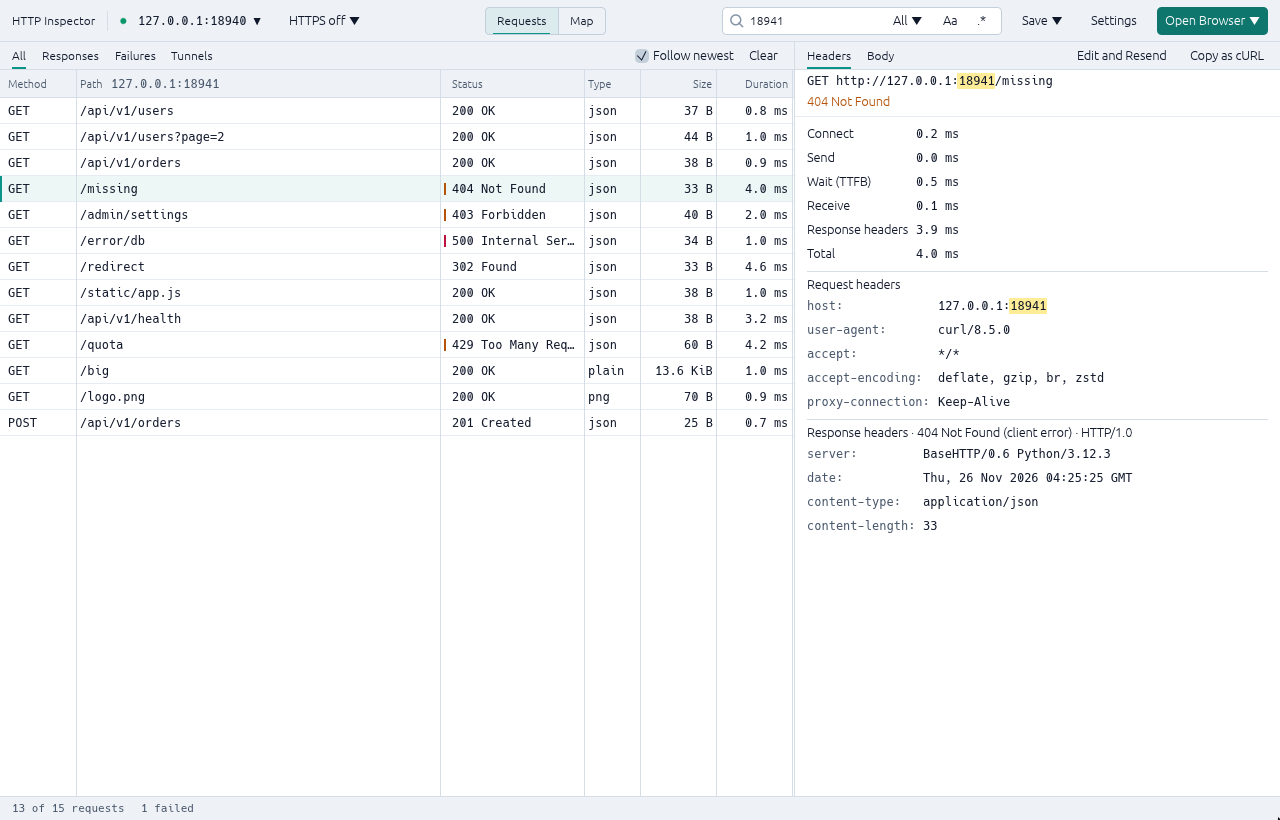 HTTP Inspector 127.0.0.1:18940 ▼ HTTPS off ▼ Requests Map 18941 All ▼ Aa .* Save ▼ Settings Open Browser ▼
All Responses Failures Tunnels Follow newest Clear Headers Body Edit and Resend Copy as cURL
Method Path 127.0.0.1:18941 Status Type Size Duration
GET /api/v1/users 200 OK json 37 B 0.8 ms
GET /api/v1/users?page=2 200 OK json 44 B 1.0 ms
GET /api/v1/orders 200 OK json 38 B 0.9 ms
GET /missing 404 Not Found json 33 B 4.0 ms
GET /admin/settings 403 Forbidden json 40 B 2.0 ms
GET /error/db 500 Internal Ser… json 34 B 1.0 ms
GET /redirect 302 Found json 33 B 4.6 ms
GET /static/app.js 200 OK json 38 B 1.0 ms
GET /api/v1/health 200 OK json 38 B 3.2 ms
GET /quota 429 Too Many Req… json 60 B 4.2 ms
GET /big 200 OK plain 13.6 KiB 1.0 ms
GET /logo.png 200 OK png 70 B 0.9 ms
POST /api/v1/orders 201 Created json 25 B 0.7 ms
GET http://127.0.0.1:18941/missing
404 Not Found
Connect 0.2 ms
Send 0.0 ms
Wait (TTFB) 0.5 ms
Receive 0.1 ms
Response headers 3.9 ms
Total 4.0 ms
Request headers
host: 127.0.0.1:18941
user-agent: curl/8.5.0
accept: */*
accept-encoding: deflate, gzip, br, zstd
proxy-connection: Keep-Alive
Response headers · 404 Not Found (client error) · HTTP/1.0
server: BaseHTTP/0.6 Python/3.12.3
date: Thu, 26 Nov 2026 04:25:25 GMT
content-type: application/json
content-length: 33
13 of 15 requests 1 failed